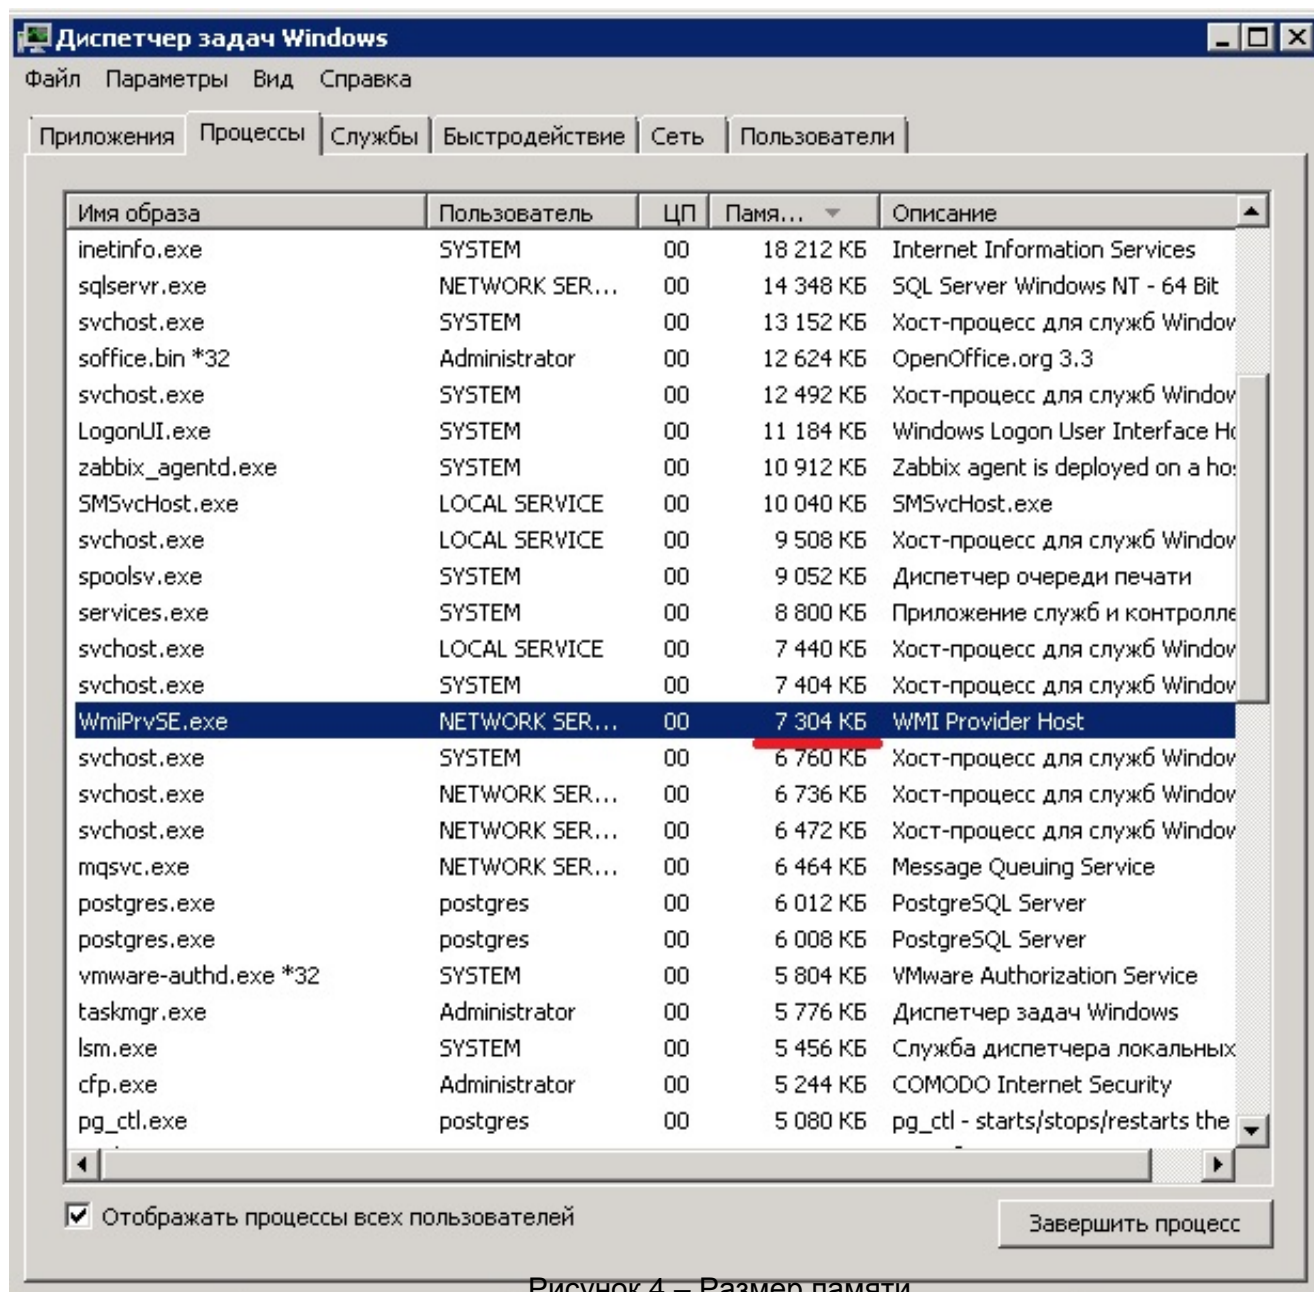 Диспетчер задач Windows
Файл Параметры Вид Справка
Приложения Процессы Службы Быстродействие Сеть Пользователи
Имя образа Пользователь ЦП Памя... Описание
inetinfo.exe SYSTEM 00 18 212 КБ Internet Information Services
sqlservr.exe NETWORK SER... 00 14 348 КБ SQL Server Windows NT - 64 Bit
svchost.exe SYSTEM 00 13 152 КБ Хост-процесс для служб Window
soffice.bin *32 Administrator 00 12 624 КБ OpenOffice.org 3.3
svchost.exe SYSTEM 00 12 492 КБ Хост-процесс для служб Window
LogonUI.exe SYSTEM 00 11 184 КБ Windows Logon User Interface Ho
zabbix_agentd.exe SYSTEM 00 10 912 КБ Zabbix agent is deployed on a hos
SMSvcHost.exe LOCAL SERVICE 00 10 040 КБ SMSvcHost.exe
svchost.exe LOCAL SERVICE 00 9 508 КБ Хост-процесс для служб Window
spoolsv.exe SYSTEM 00 9 052 КБ Диспетчер очереди печати
services.exe SYSTEM 00 8 800 КБ Приложение служб и контролле
svchost.exe LOCAL SERVICE 00 7 440 КБ Хост-процесс для служб Window
svchost.exe SYSTEM 00 7 404 КБ Хост-процесс для служб Window
WmiPrvSE.exe NETWORK SER... 00 7 304 КБ WMI Provider Host
svchost.exe SYSTEM 00 6 760 КБ Хост-процесс для служб Window
svchost.exe NETWORK SER... 00 6 736 КБ Хост-процесс для служб Window
svchost.exe NETWORK SER... 00 6 472 КБ Хост-процесс для служб Window
mqsvc.exe NETWORK SER... 00 6 464 КБ Message Queuing Service
postgres.exe postgres 00 6 012 КБ PostgreSQL Server
postgres.exe postgres 00 6 008 КБ PostgreSQL Server
vmware-authd.exe *32 SYSTEM 00 5 804 КБ VMware Authorization Service
taskmgr.exe Administrator 00 5 776 КБ Диспетчер задач Windows
lsm.exe SYSTEM 00 5 456 КБ Служба диспетчера локальных
cfp.exe Administrator 00 5 244 КБ COMODO Internet Security
pg_ctl.exe postgres 00 5 080 КБ pg_ctl - starts/stops/restarts the
Отображать процессы всех пользователей Завершить процесс
Рисунок 4 – Размер памяти